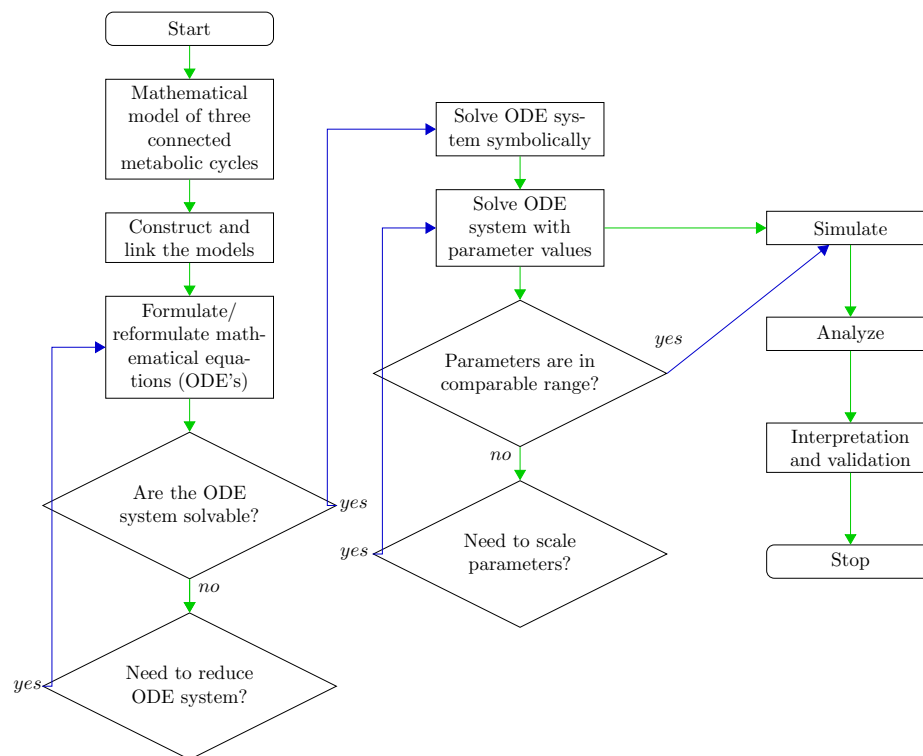 Start
Mathematical
model of three
connected
metabolic cycles
Construct and
link the models
Formulate/
reformulate math-
ematical equa-
tions (ODE's)
Are the ODE
system solvable?
yes
no
Need to reduce
ODE system?
yes
Solve ODE sys-
tem symbolically
Solve ODE
system with
parameter values
Parameters are in
comparable range?
yes
no
Need to scale
parameters?
yes
Simulate
Analyze
Interpretation
and validation
Stop